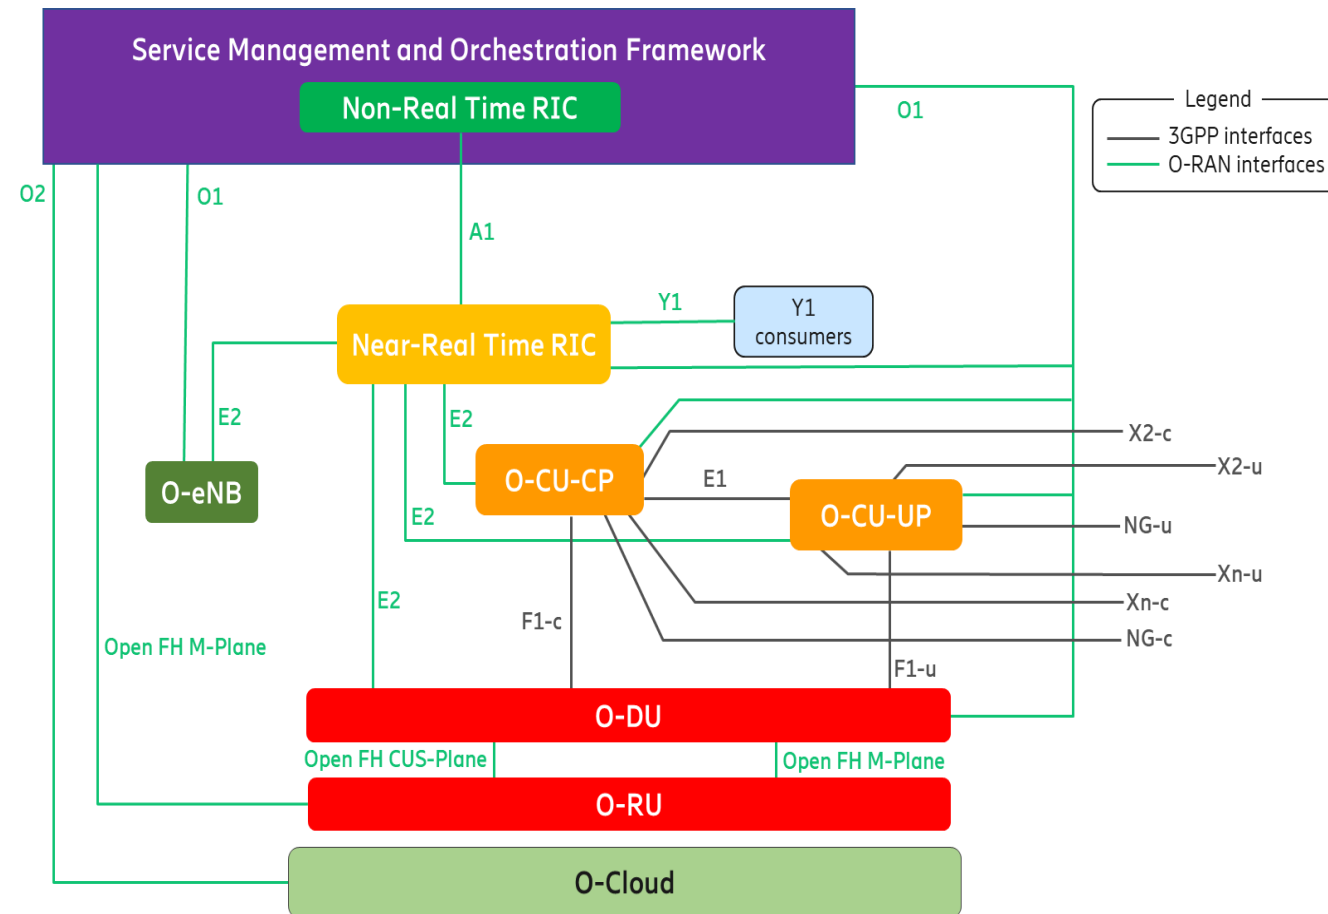 Service Management and Orchestration Framework
Non-Real Time RIC
O1
Legend
3GPP interfaces
O-RAN interfaces
O2
O1
A1
Y1
Y1
consumers
Near-Real Time RIC
E2
E2
X2-c
X2-u
O-eNB
O-CU-CP
E1
O-CU-UP
E2
NG-u
Xn-u
E2
Xn-c
F1-c
NG-c
Open FH M-Plane
F1-u
O-DU
Open FH CUS-Plane
Open FH M-Plane
O-RU
O-Cloud